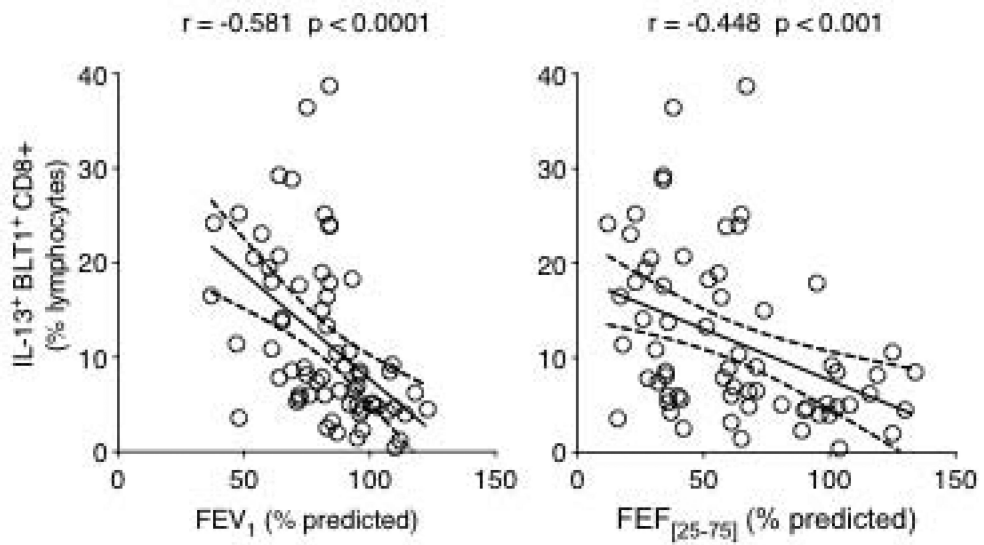 r = -0.581 p < 0.0001
r = -0.448 p < 0.001
IL-13⁺ BLT1⁺ CD8+
(% lymphocytes)
40
30
20
10
0
0 50 100 150
FEV₁ (% predicted)
40
30
20
10
0
0 50 100 150
FEF[25-75] (% predicted)